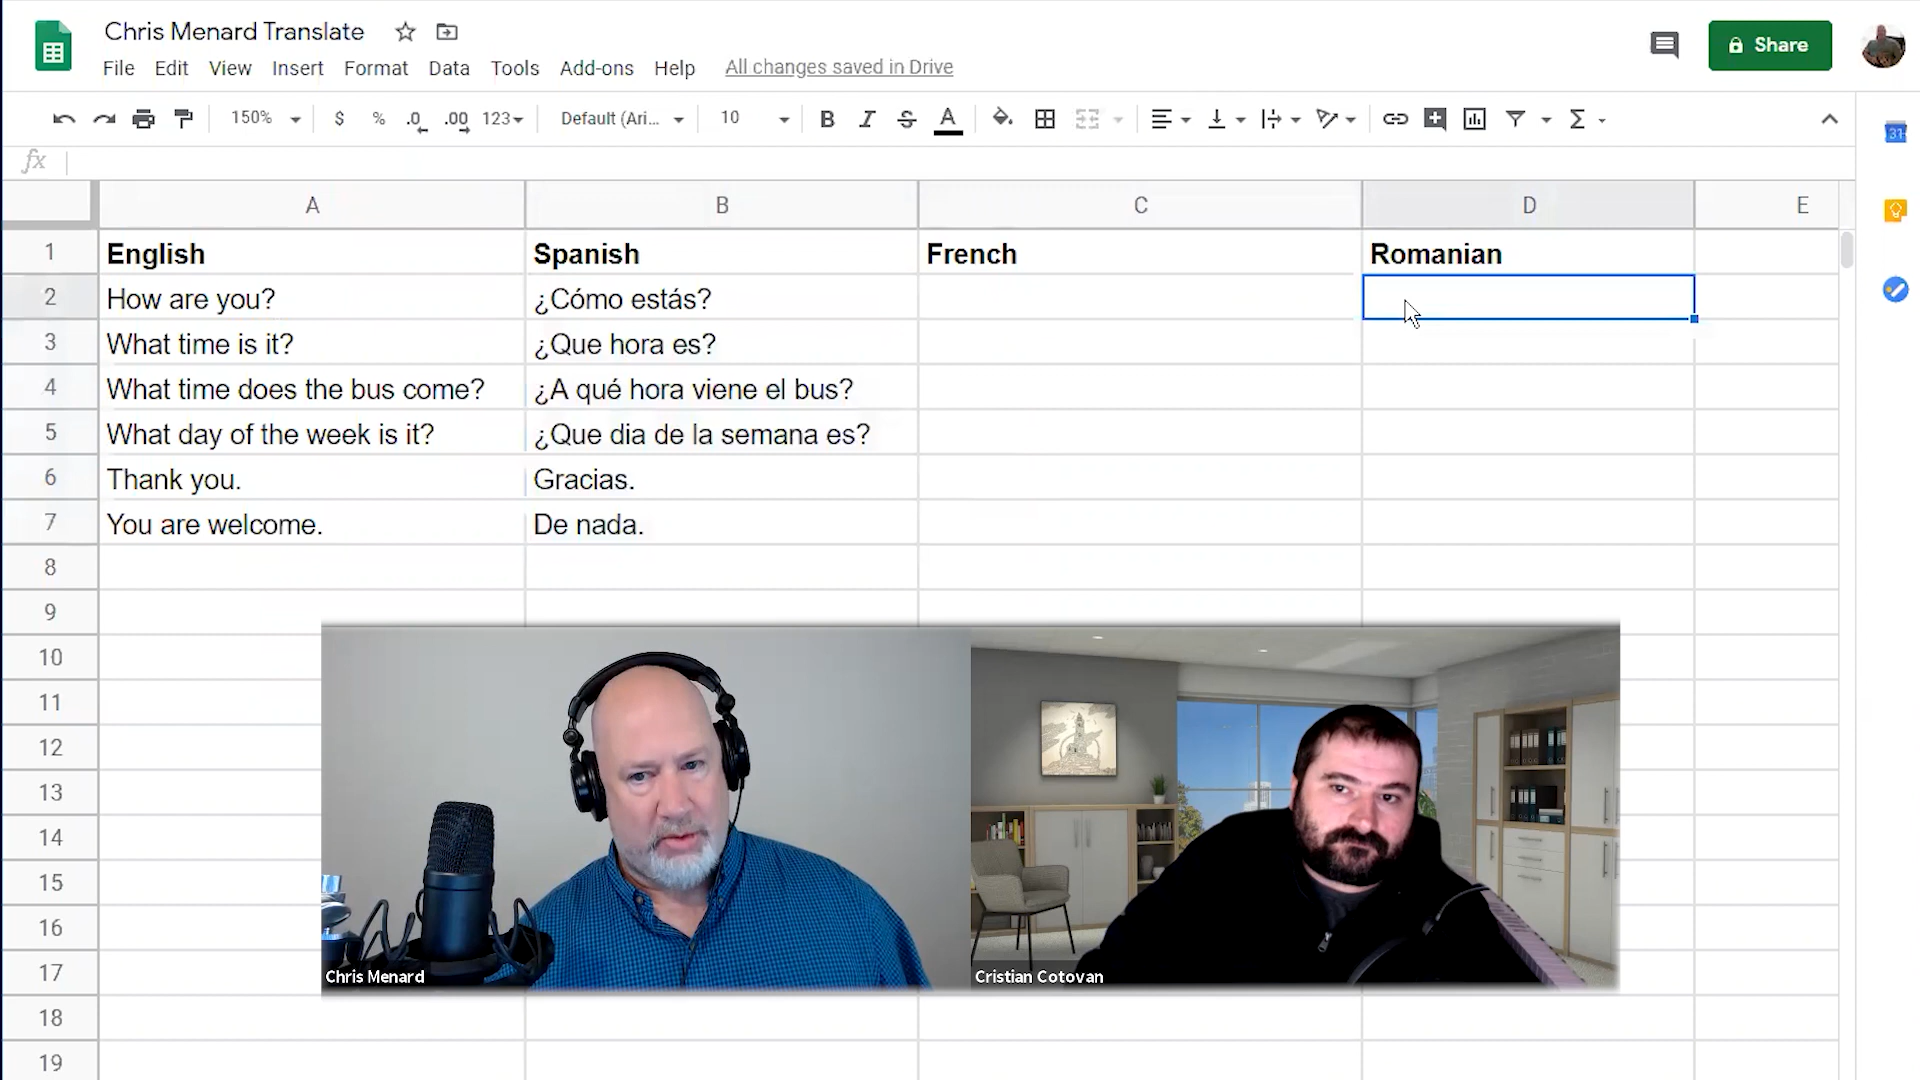 Chris Menard Translate
Share
File Edit View Insert Format Data Tools Add-ons Help All changes saved in Drive
150% $ % .0 .00 123 Default (Ari... 10 B I S A Σ
31
fx
A B C D E
1 English Spanish French Romanian
2 How are you? ¿Cómo estás?
3 What time is it? ¿Que hora es?
4 What time does the bus come? ¿A qué hora viene el bus?
5 What day of the week is it? ¿Que dia de la semana es?
6 Thank you. Gracias.
7 You are welcome. De nada.
8
9
10
11
12
13
14
15
16
17
Chris Menard Cristian Cotovan
18
19